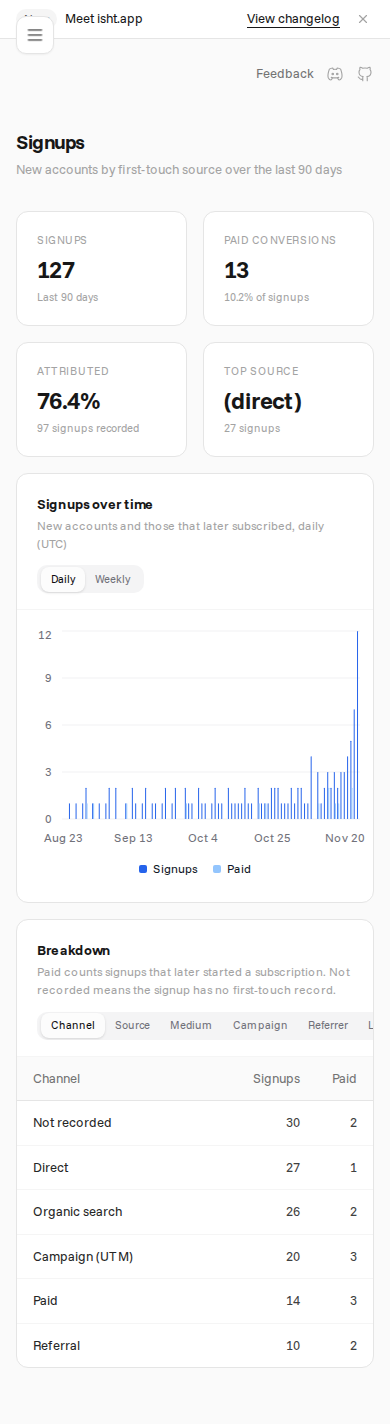 Meet isht.app View changelog
Feedback
Signups
New accounts by first-touch source over the last 90 days
SIGNUPS
127
Last 90 days
PAID CONVERSIONS
13
10.2% of signups
ATTRIBUTED
76.4%
97 signups recorded
TOP SOURCE
(direct)
27 signups
Signups over time
New accounts and those that later subscribed, daily
(UTC)
Daily Weekly
12
9
6
3
0
Aug 23 Sep 13 Oct 4 Oct 25 Nov 20
Signups Paid
Breakdown
Paid counts signups that later started a subscription. Not
recorded means the signup has no first-touch record.
Channel Source Medium Campaign Referrer L
Channel Signups Paid
Not recorded 30 2
Direct 27 1
Organic search 26 2
Campaign (UTM) 20 3
Paid 14 3
Referral 10 2